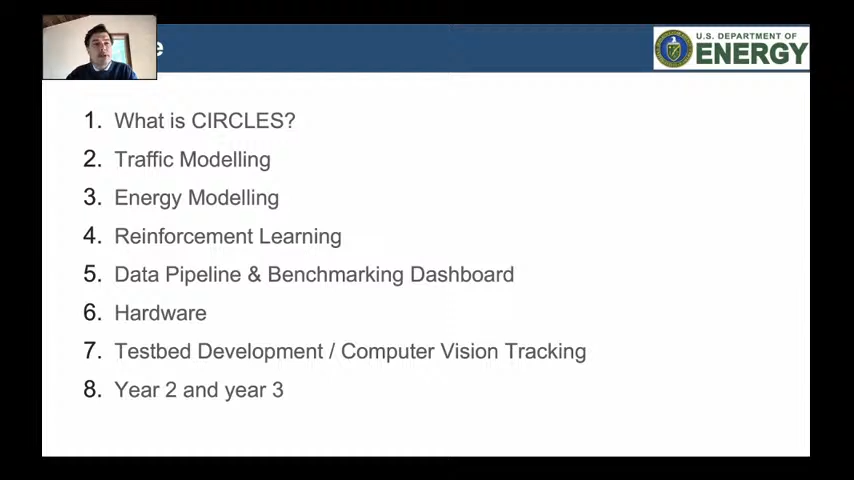 U.S. DEPARTMENT OF
ENERGY
1. What is CIRCLES?
2. Traffic Modelling
3. Energy Modelling
4. Reinforcement Learning
5. Data Pipeline & Benchmarking Dashboard
6. Hardware
7. Testbed Development / Computer Vision Tracking
8. Year 2 and year 3